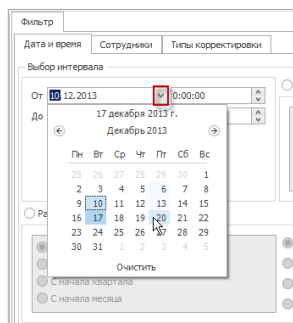 Фильтр
Дата и время Сотрудники Типы корректировки
Выбор интервала
От 10.12.2013 0:00:00
До
17 декабря 2013 г.
Декабрь 2013
Пн Вт Ср Чт Пт Сб Вс
25 26 27 28 29 30 1
2 3 4 5 6 7 8
9 10 11 12 13 14 15
16 17 18 19 20 21 22
23 24 25 26 27 28 29
30 31 1 2 3 4 5
Очистить
С начала квартала
С начала месяца